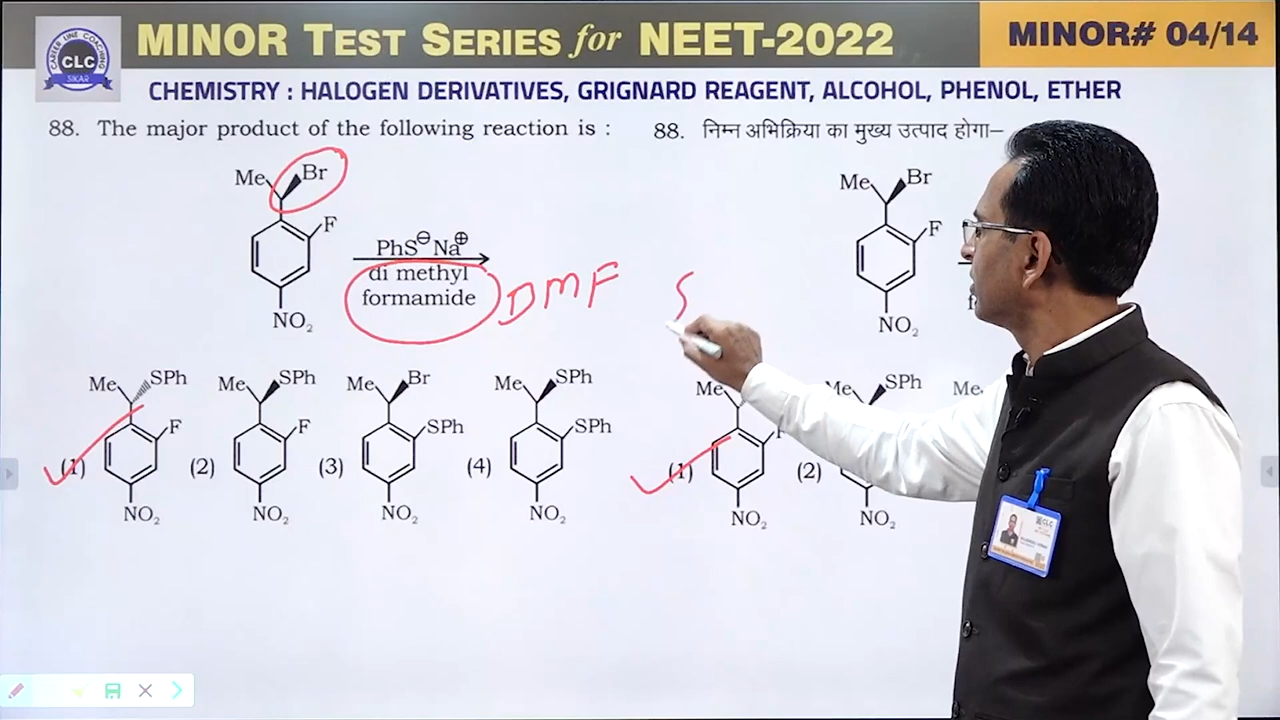 CAREER LINE COACHING
CLC
SIKAR
MINOR TEST SERIES for NEET-2022
MINOR# 04/14
CHEMISTRY : HALOGEN DERIVATIVES, GRIGNARD REAGENT, ALCOHOL, PHENOL, ETHER
88. The major product of the following reaction is :
Me Br
F
NO2
PhS⊖Na⊕
di methyl
formamide
DMF
(1) Me SPh F NO2
(2) Me SPh F NO2
(3) Me Br SPh NO2
(4) Me SPh SPh NO2
88. निम्न अभिक्रिया का मुख्य उत्पाद होगा–
Me Br
F
NO2
S
(1) Me NO2
(2) SPh NO2
Me
CLC